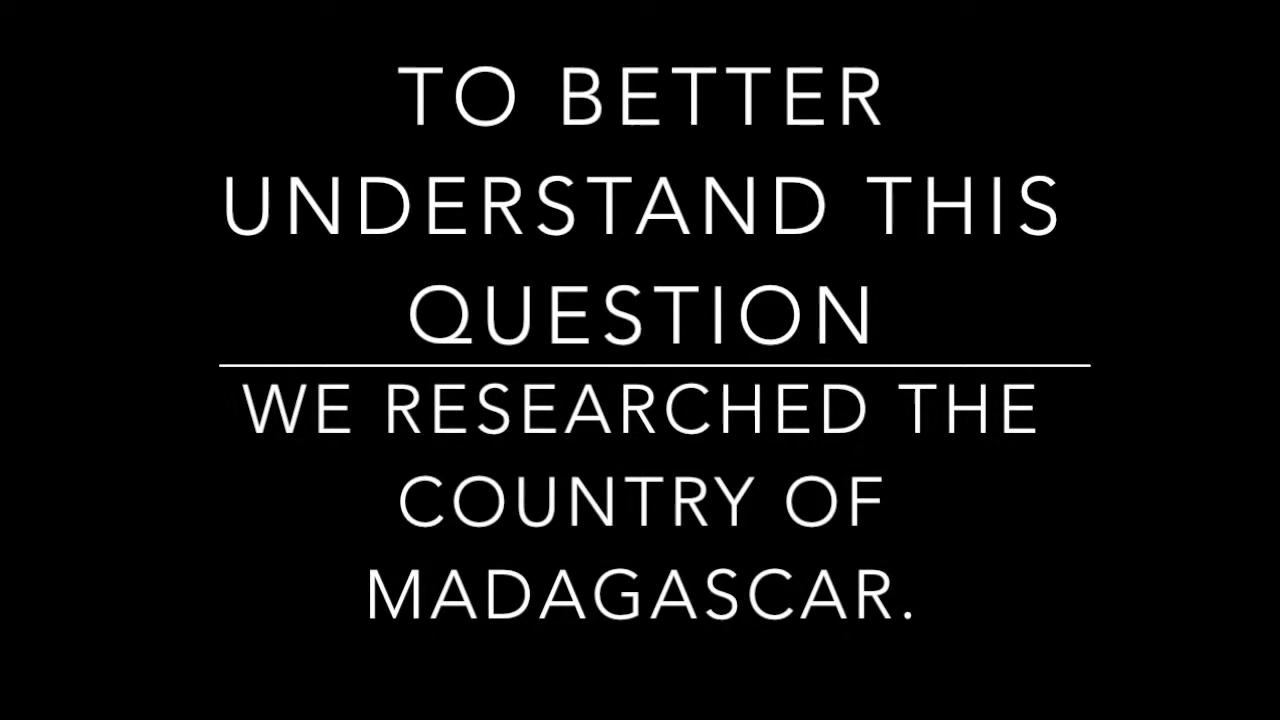 TO BETTER
UNDERSTAND THIS
QUESTION
WE RESEARCHED THE
COUNTRY OF
MADAGASCAR.